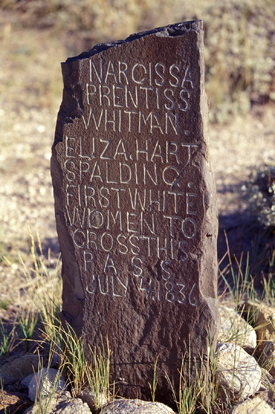 NARCISSA
PRENTISS
WHITMAN.
ELIZA.HART
SPALDING.
FIRST WHITE
WOMEN TO
CROSS THIS
PASS
JULY 4.1836